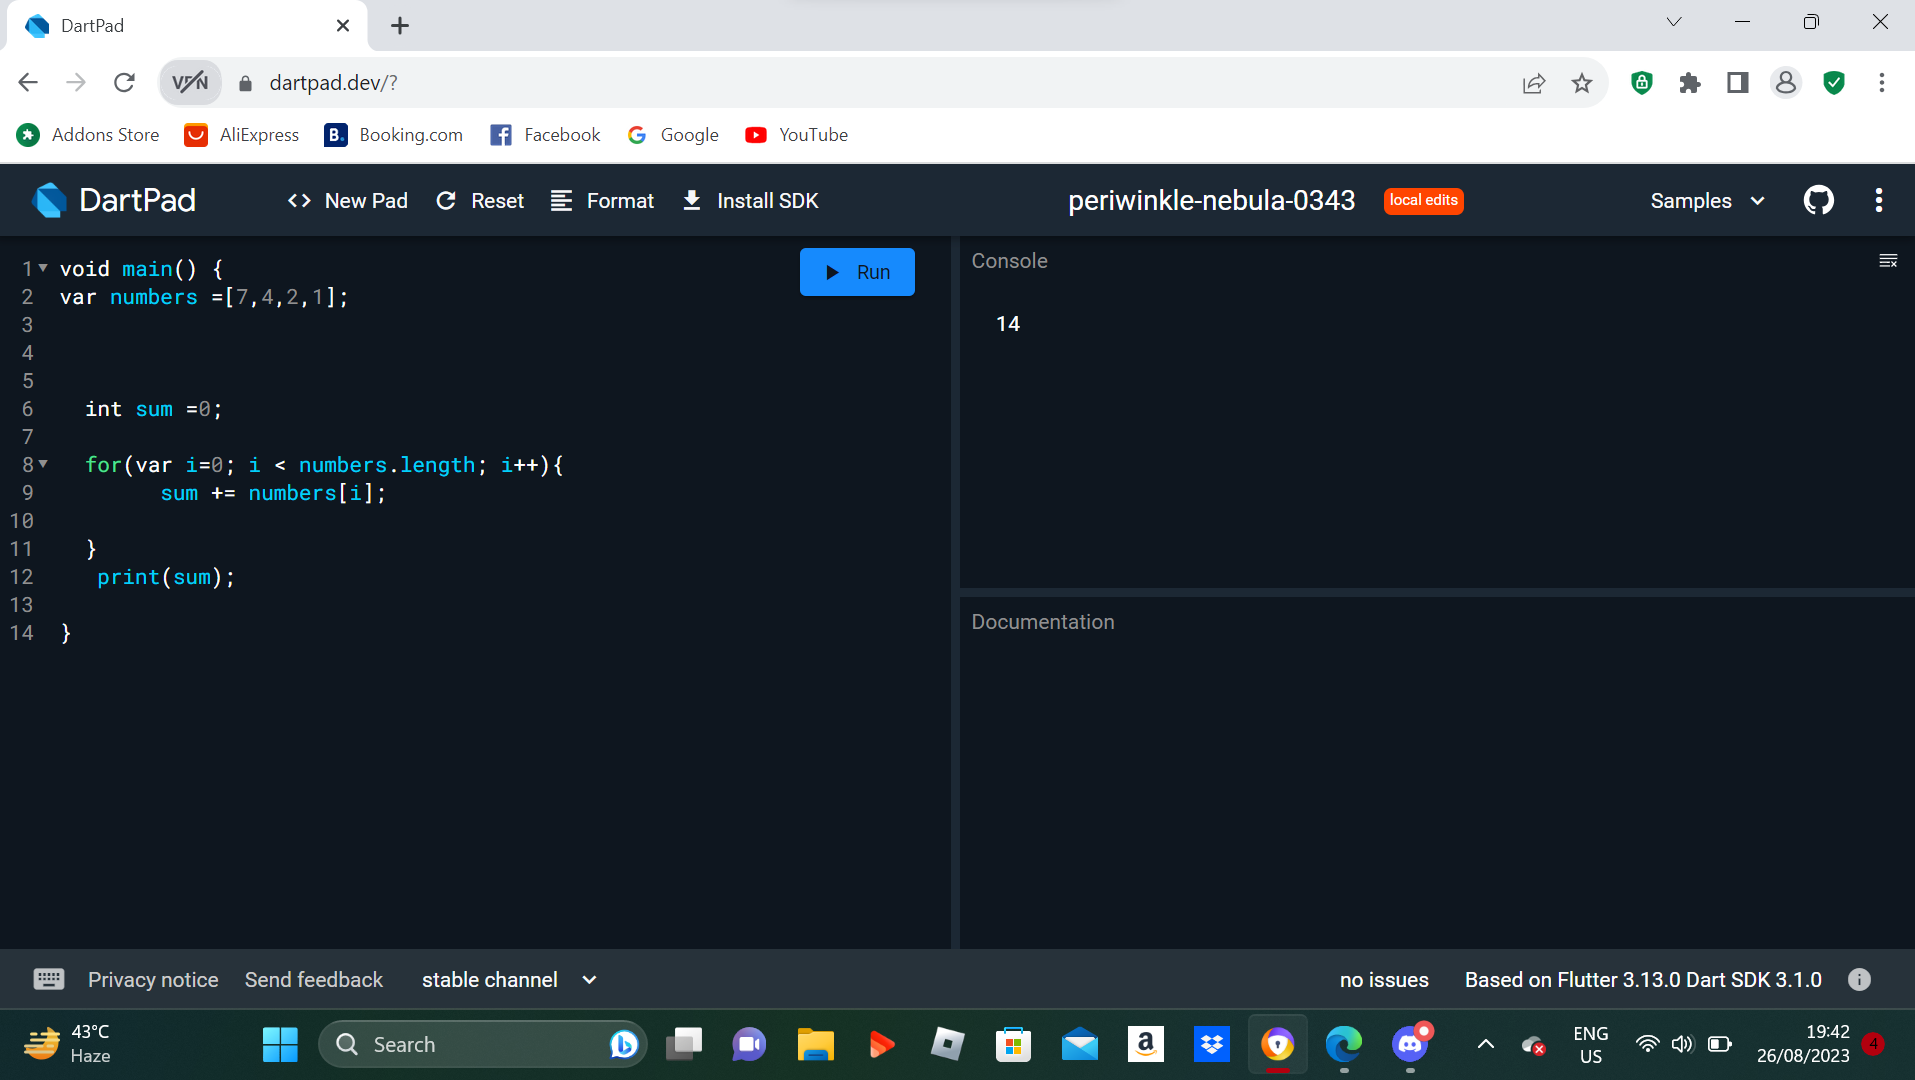 DartPad
VPN
dartpad.dev/?
Addons Store
AliExpress
B.
Booking.com
Facebook
Google
YouTube
DartPad
<> New Pad
Reset
Format
Install SDK
periwinkle-nebula-0343
local edits
Samples
1 void main() {
2 var numbers =[7,4,2,1];
3
4
5
6 int sum =0;
7
8 for(var i=0; i < numbers.length; i++){
9 sum += numbers[i];
10
11 }
12 print(sum);
13
14 }
Run
Console
14
Documentation
Privacy notice
Send feedback
stable channel
no issues
Based on Flutter 3.13.0 Dart SDK 3.1.0
i
43°C
Haze
Search
a
ENG
US
19:42
26/08/2023
4